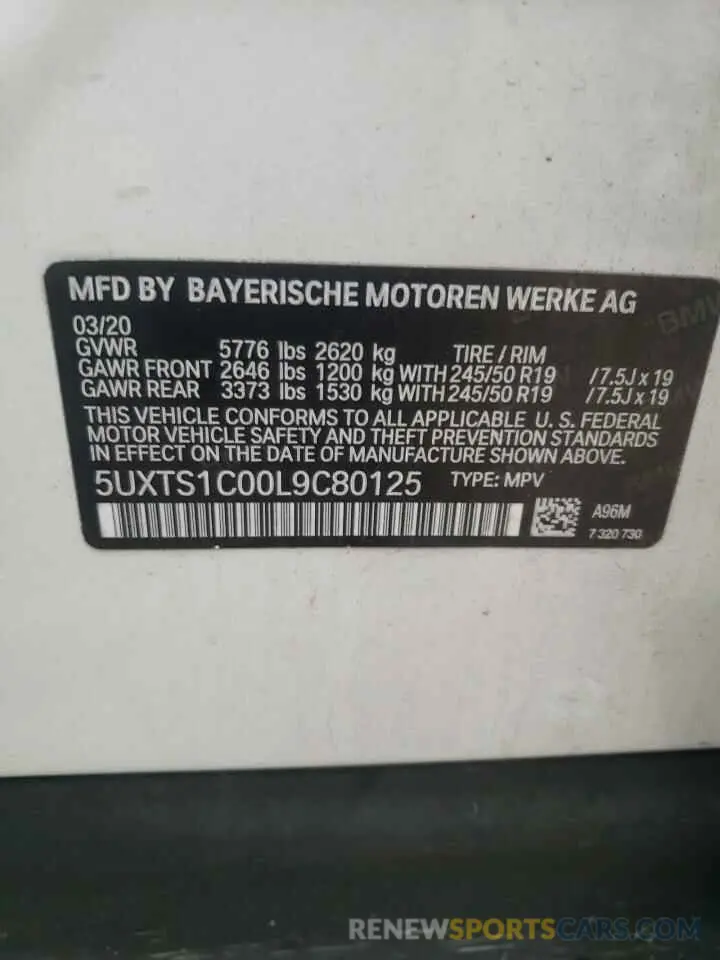 MFD BY BAYERISCHE MOTOREN WERKE AG
03/20
GVWR 5776 lbs 2620 kg TIRE / RIM
GAWR FRONT 2646 lbs 1200 kg WITH 245/50 R19 / 7.5J x 19
GAWR REAR 3373 lbs 1530 kg WITH 245/50 R19 / 7.5J x 19
THIS VEHICLE CONFORMS TO ALL APPLICABLE U. S. FEDERAL
MOTOR VEHICLE SAFETY AND THEFT PREVENTION STANDARDS
IN EFFECT ON THE DATE OF MANUFACTURE SHOWN ABOVE.
5UXTS1C00L9C80125 TYPE: MPV
A96M
7 320 730
RENEWSPORTSCARS.COM